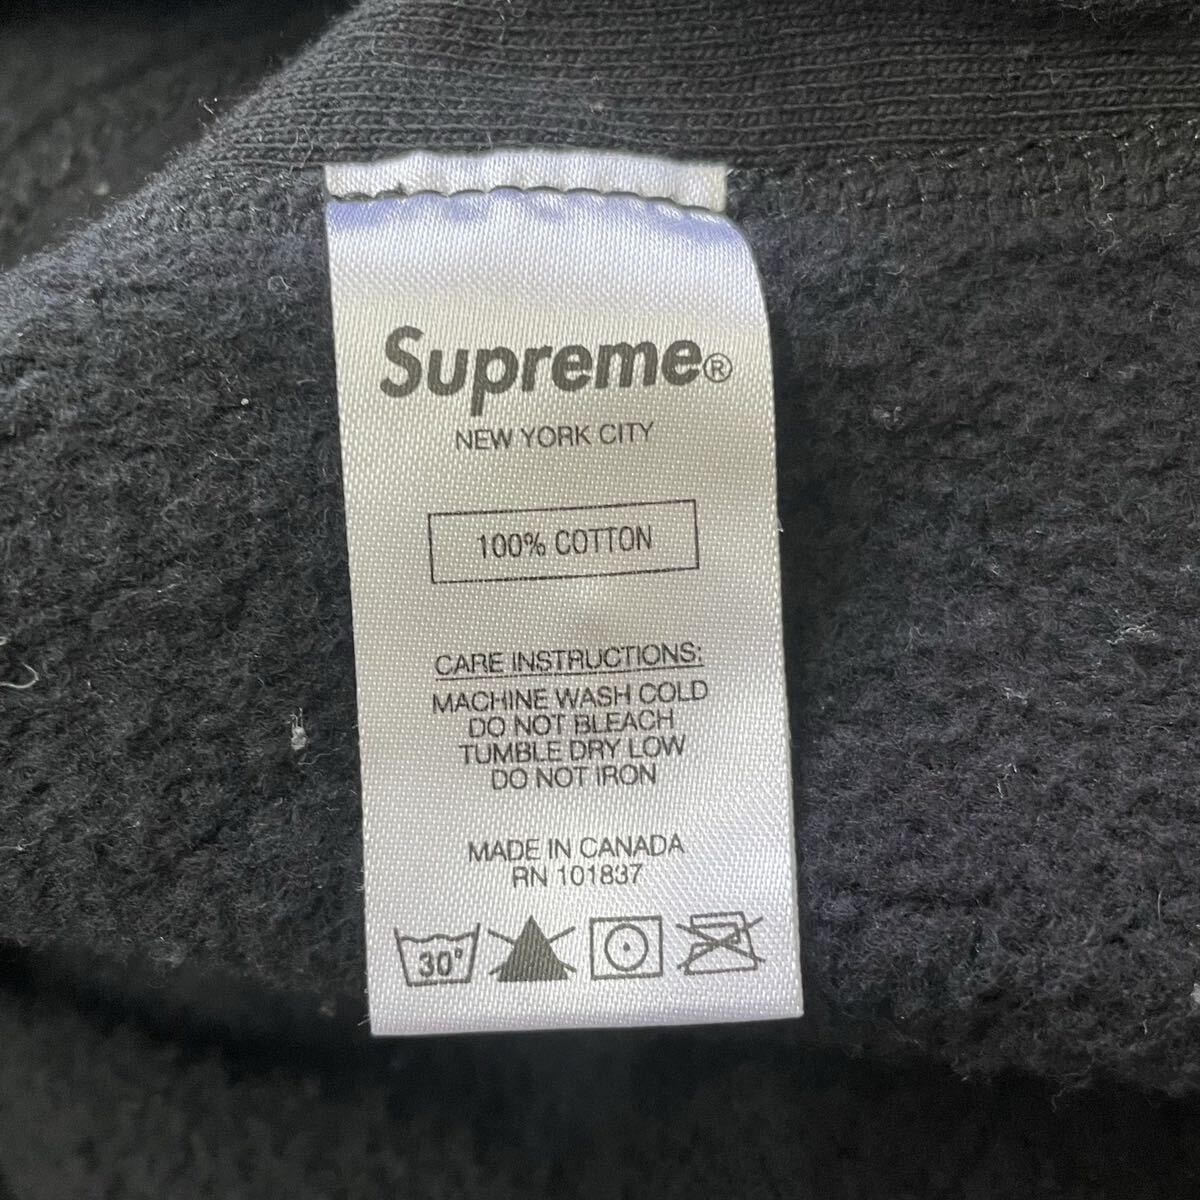 Supreme®
NEW YORK CITY
100% COTTON
CARE INSTRUCTIONS:
MACHINE WASH COLD
DO NOT BLEACH
TUMBLE DRY LOW
DO NOT IRON
MADE IN CANADA
RN 101837
30°